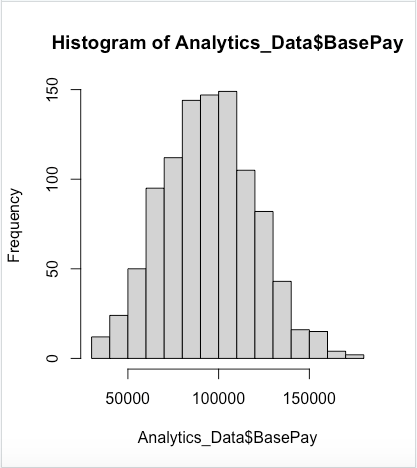 Histogram of Analytics_Data$BasePay
Frequency
150
100
50
0
50000 100000 150000
Analytics_Data$BasePay